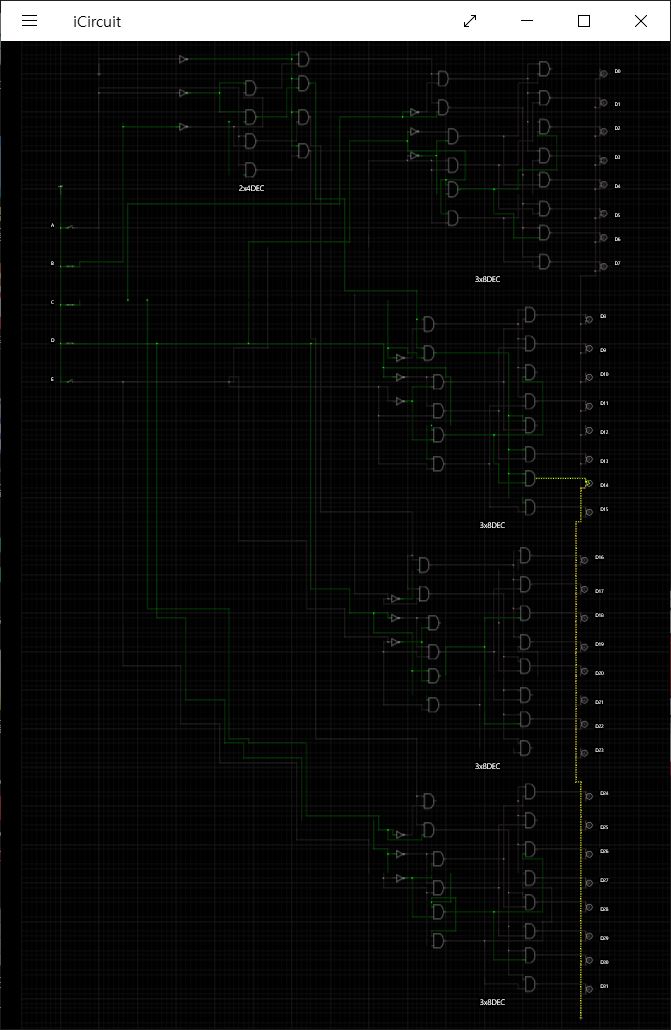 iCircuit
D0
D1
D2
2x4DEC
D3
D4
D5
A
D6
B
D7
3x8DEC
C
D8
D
D9
D10
E
D11
D12
D13
D14
D15
3x8DEC
D16
D17
D18
D19
D20
D21
D22
D23
3x8DEC
D24
D25
D26
D27
D28
D29
D30
D31
3x8DEC